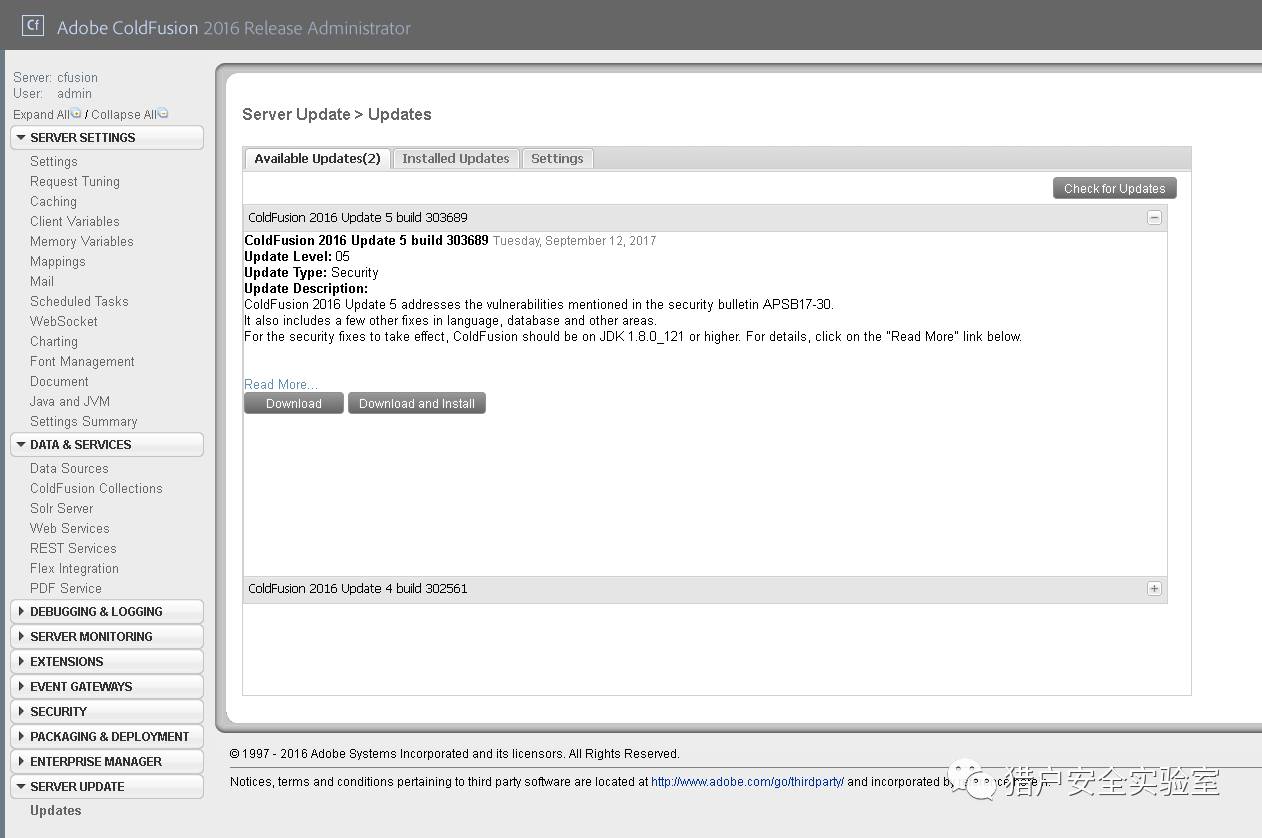 Cf Adobe ColdFusion 2016 Release Administrator
Server: cfusion
User: admin
Expand All / Collapse All
SERVER SETTINGS
Settings
Request Tuning
Caching
Client Variables
Memory Variables
Mappings
Mail
Scheduled Tasks
WebSocket
Charting
Font Management
Document
Java and JVM
Settings Summary
DATA & SERVICES
Data Sources
ColdFusion Collections
Solr Server
Web Services
REST Services
Flex Integration
PDF Service
DEBUGGING & LOGGING
SERVER MONITORING
EXTENSIONS
EVENT GATEWAYS
SECURITY
PACKAGING & DEPLOYMENT
ENTERPRISE MANAGER
SERVER UPDATE
Updates
Server Update > Updates
Available Updates(2) Installed Updates Settings
Check for Updates
ColdFusion 2016 Update 5 build 303689
ColdFusion 2016 Update 5 build 303689 Tuesday, September 12, 2017
Update Level: 05
Update Type: Security
Update Description:
ColdFusion 2016 Update 5 addresses the vulnerabilities mentioned in the security bulletin APSB17-30.
It also includes a few other fixes in language, database and other areas.
For the security fixes to take effect, ColdFusion should be on JDK 1.8.0_121 or higher. For details, click on the "Read More" link below.
Read More...
Download Download and Install
ColdFusion 2016 Update 4 build 302561
© 1997 - 2016 Adobe Systems Incorporated and its licensors. All Rights Reserved.
Notices, terms and conditions pertaining to third party software are located at http://www.adobe.com/go/thirdparty/ and incorporated by
猎户安全实验室